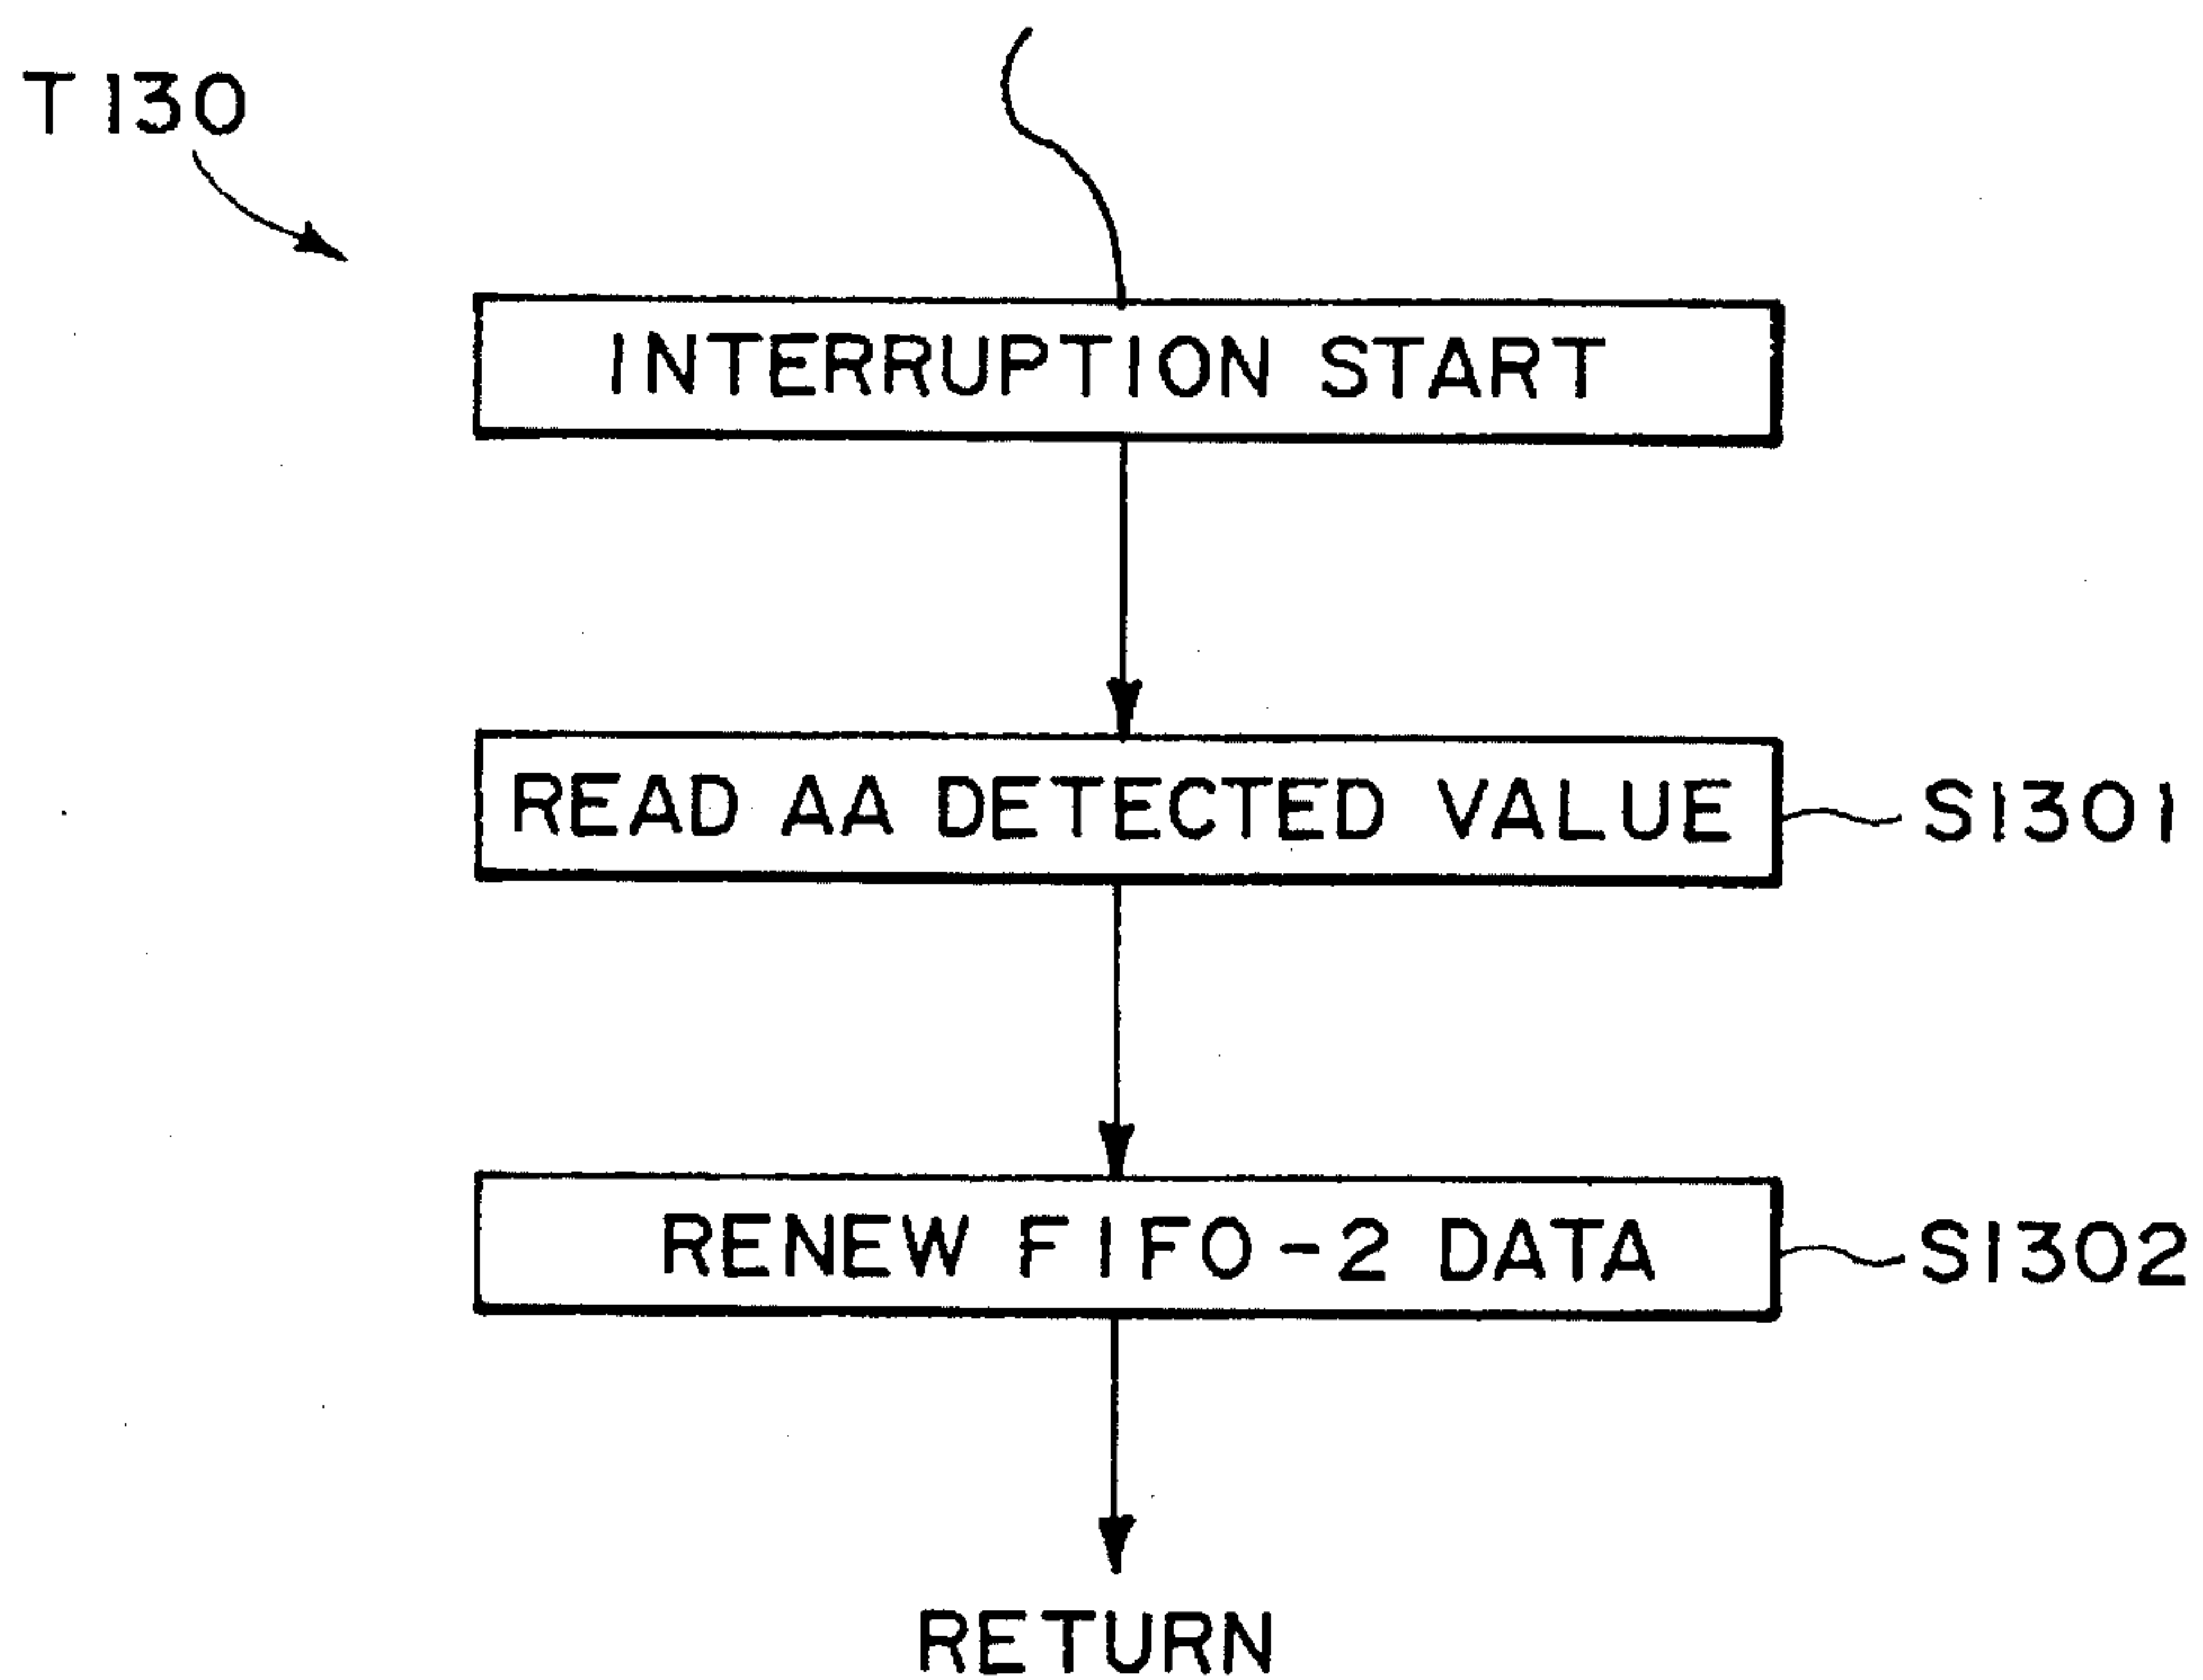 T130
INTERRUPTION START
READ AA DETECTED VALUE
S1301
RENEW FIFO-2 DATA
S1302
RETURN